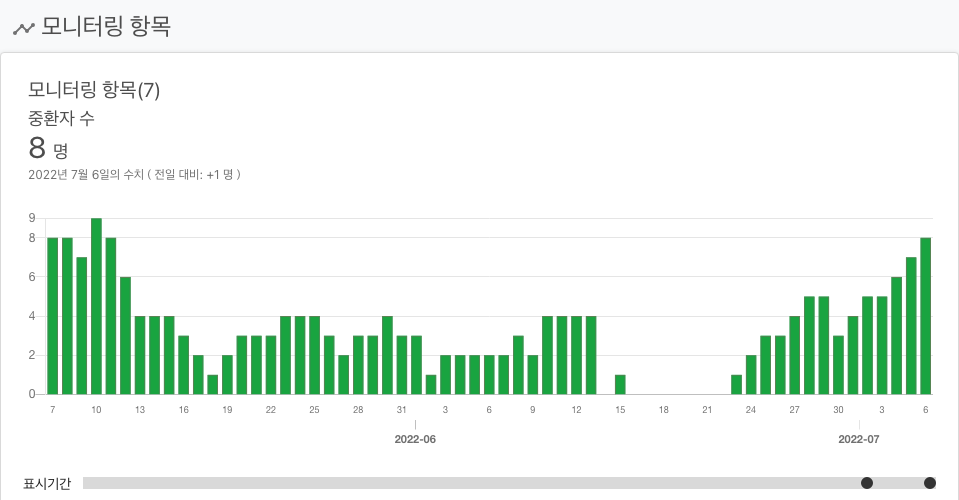 모니터링 항목
모니터링 항목(7)
중환자 수
8 명
2022년 7월 6일의 수치 ( 전일 대비: +1 명 )
9
8
6
4
2
0
7 10 13 16 19 22 25 28 31 3 6 9 12 15 18 21 24 27 30 3 6
2022-06 2022-07
표시기간